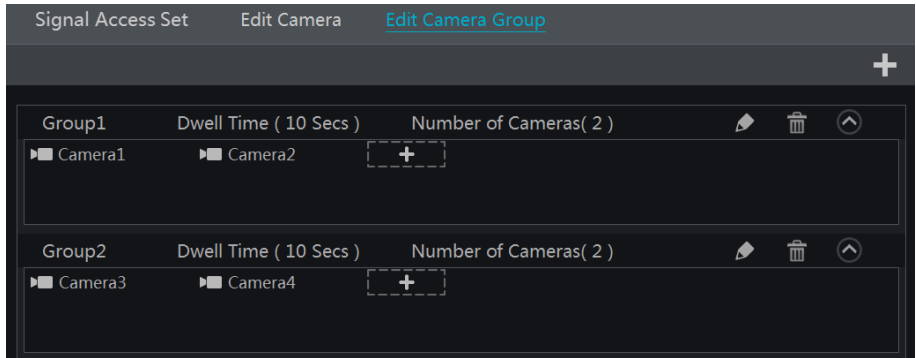 Signal Access Set Edit Camera Edit Camera Group
Group1 Dwell Time ( 10 Secs ) Number of Cameras( 2 )
Camera1 Camera2
Group2 Dwell Time ( 10 Secs ) Number of Cameras( 2 )
Camera3 Camera4